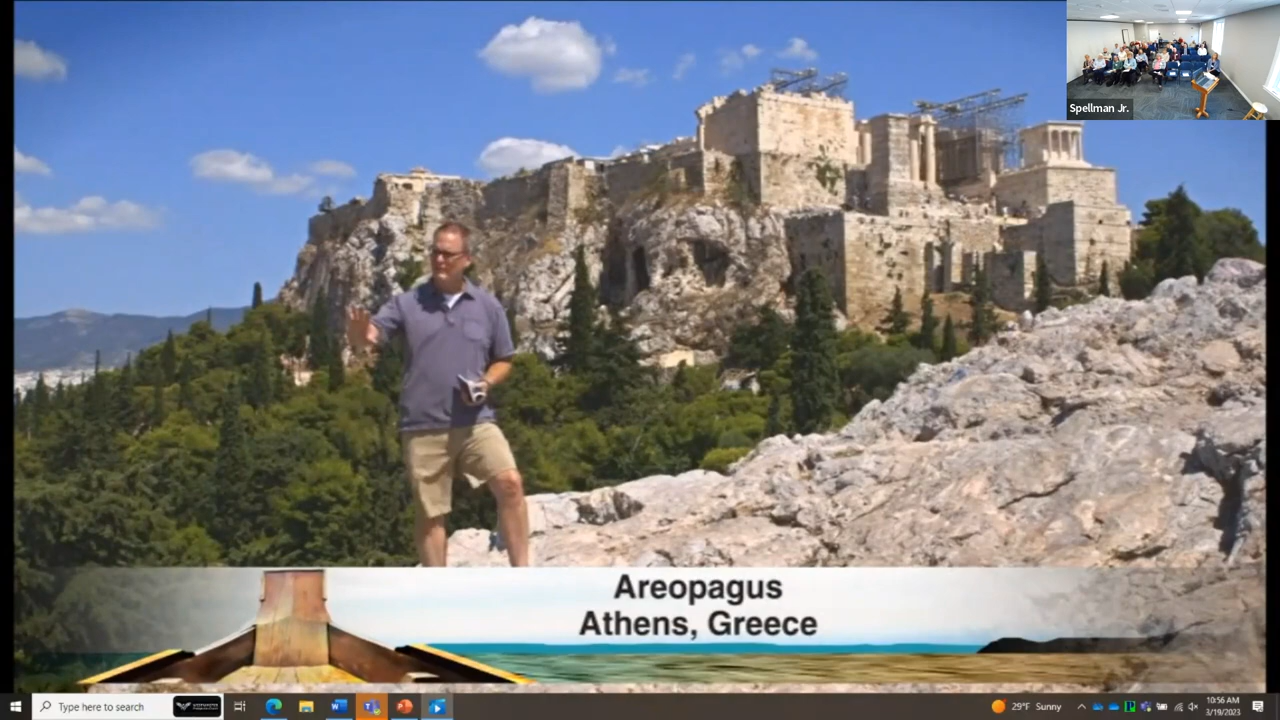 Spellman Jr.
Areopagus
Athens, Greece
Type here to search
29°F Sunny
10:56 AM
3/19/2023